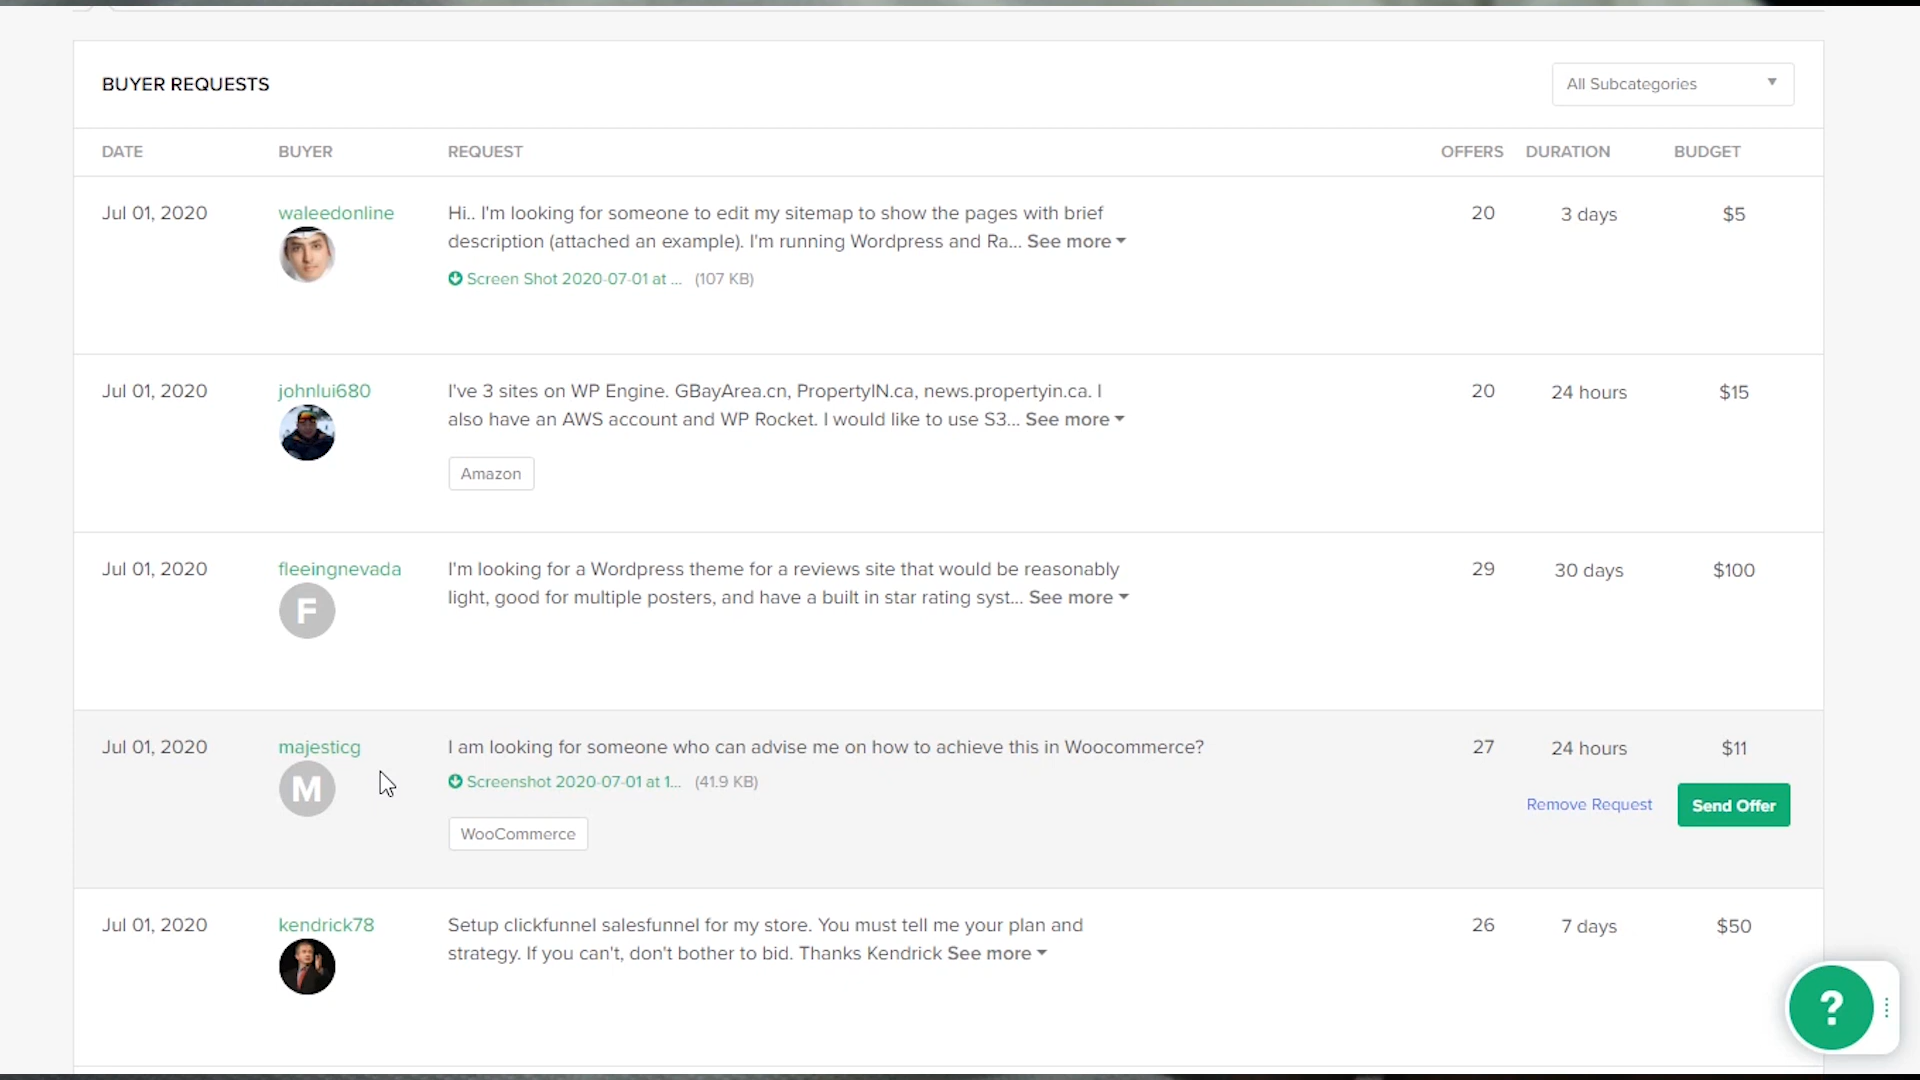 BUYER REQUESTS
All Subcategories
DATE BUYER REQUEST OFFERS DURATION BUDGET
Jul 01, 2020 waleedonline Hi.. I'm looking for someone to edit my sitemap to show the pages with brief 20 3 days $5
description (attached an example). I'm running Wordpress and Ra... See more
Screen Shot 2020-07-01 at ... (107 KB)
Jul 01, 2020 johnlui680 I've 3 sites on WP Engine. GBayArea.cn, PropertyIN.ca, news.propertyin.ca. I 20 24 hours $15
also have an AWS account and WP Rocket. I would like to use S3... See more
Amazon
Jul 01, 2020 fleeingnevada I'm looking for a Wordpress theme for a reviews site that would be reasonably 29 30 days $100
F light, good for multiple posters, and have a built in star rating syst... See more
Jul 01, 2020 majesticg I am looking for someone who can advise me on how to achieve this in Woocommerce? 27 24 hours $11
M Screenshot 2020-07-01 at 1... (41.9 KB)
Remove Request Send Offer
WooCommerce
Jul 01, 2020 kendrick78 Setup clickfunnel salesfunnel for my store. You must tell me your plan and 26 7 days $50
strategy. If you can't, don't bother to bid. Thanks Kendrick See more
?